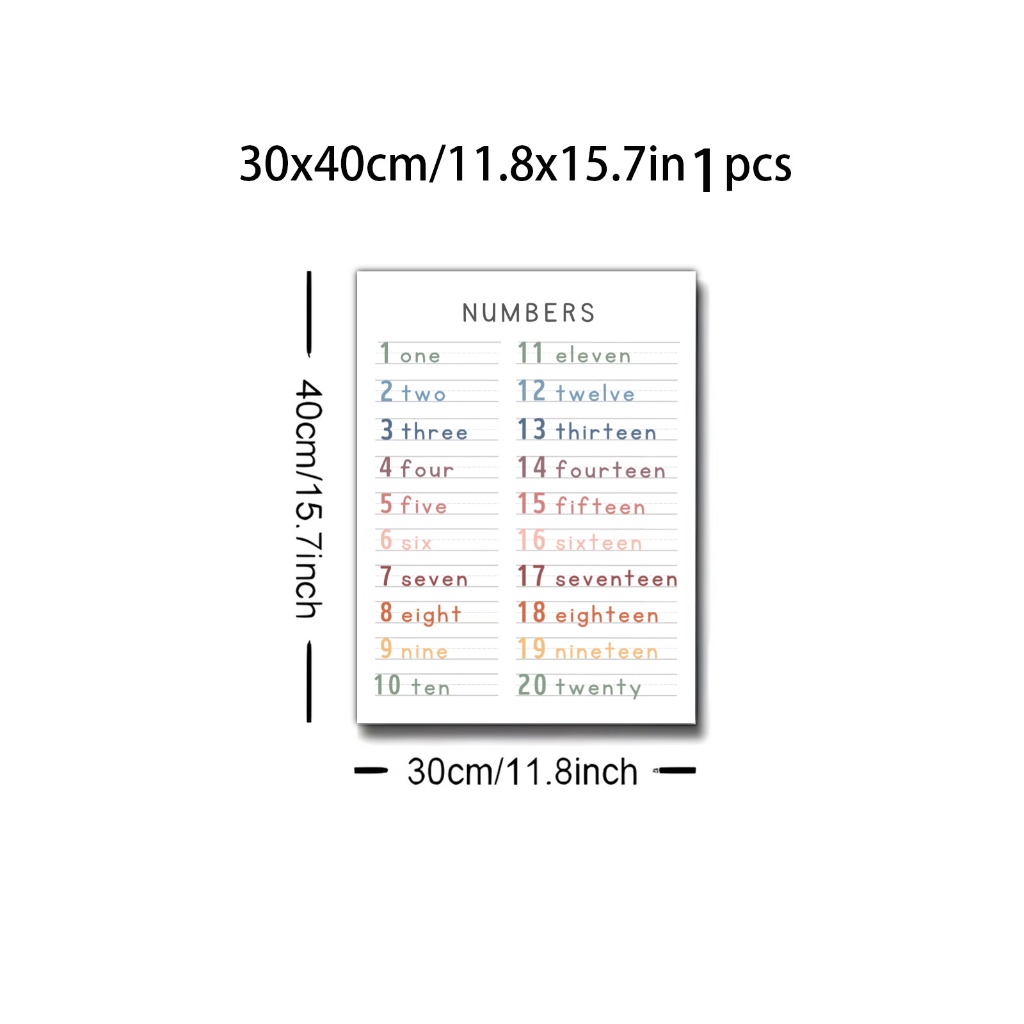 30x40cm/11.8x15.7in 1 pcs
40cm/15.7inch
NUMBERS
1 one
2 two
3 three
4 four
5 five
6 six
7 seven
8 eight
9 nine
10 ten
11 eleven
12 twelve
13 thirteen
14 fourteen
15 fifteen
16 sixteen
17 seventeen
18 eighteen
19 nineteen
20 twenty
30cm/11.8inch